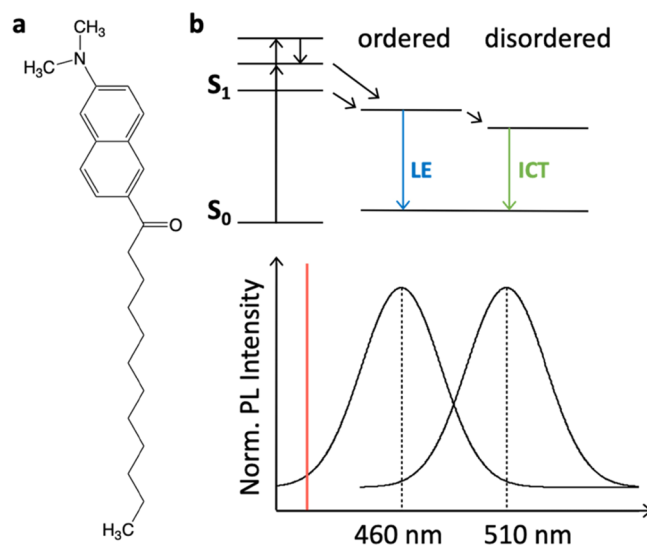 a
CH₃
N
H₃C
O
H₃C
b
ordered disordered
S₁
LE ICT
S₀
Norm. PL Intensity
460 nm 510 nm